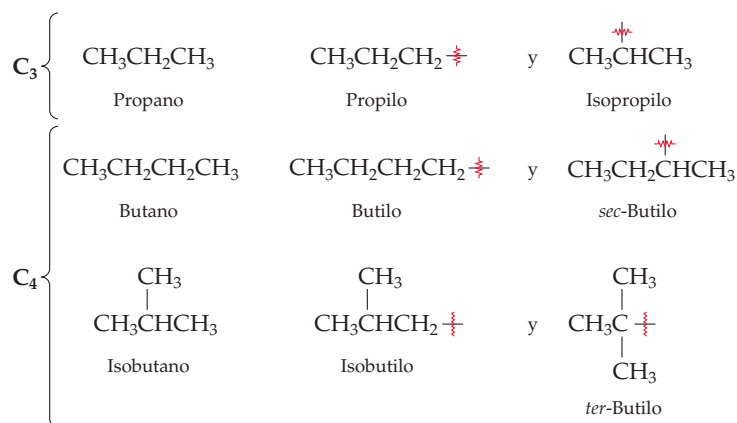 C₃
CH₃CH₂CH₃ CH₃CH₂CH₂ y CH₃CHCH₃
Propano Propilo Isopropilo
CH₃CH₂CH₂CH₃ CH₃CH₂CH₂CH₂ y CH₃CH₂CHCH₃
Butano Butilo sec-Butilo
C₄
CH₃ CH₃ CH₃
CH₃CHCH₃ CH₃CHCH₂ y CH₃C
Isobutano Isobutilo CH₃
ter-Butilo